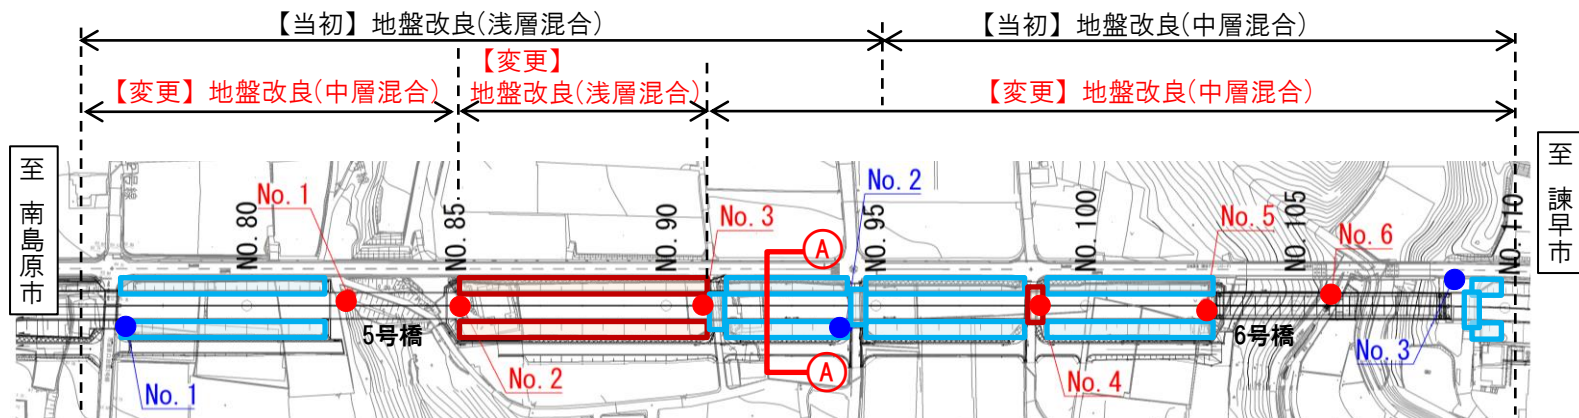 【当初】地盤改良(浅層混合)
【当初】地盤改良(中層混合)
【変更】地盤改良(中層混合)
【変更】
地盤改良(浅層混合)
【変更】地盤改良(中層混合)
至 南島原市
至 諫早市
NO.80
No.1
NO.85
NO.90
No.3
A
No.2
NO.95
NO.100
No.5
NO.105
No.6
NO.110
5号橋
6号橋
No.1
No.2
A
No.4
No.3